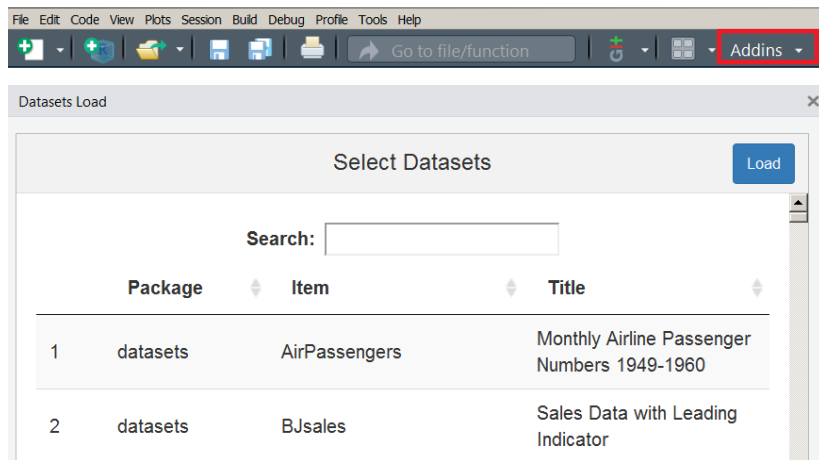 File Edit Code View Plots Session Build Debug Profile Tools Help
Go to file/function Addins
Datasets Load
Select Datasets Load
Search:
Package Item Title
1 datasets AirPassengers Monthly Airline Passenger
Numbers 1949-1960
2 datasets BJsales Sales Data with Leading
Indicator